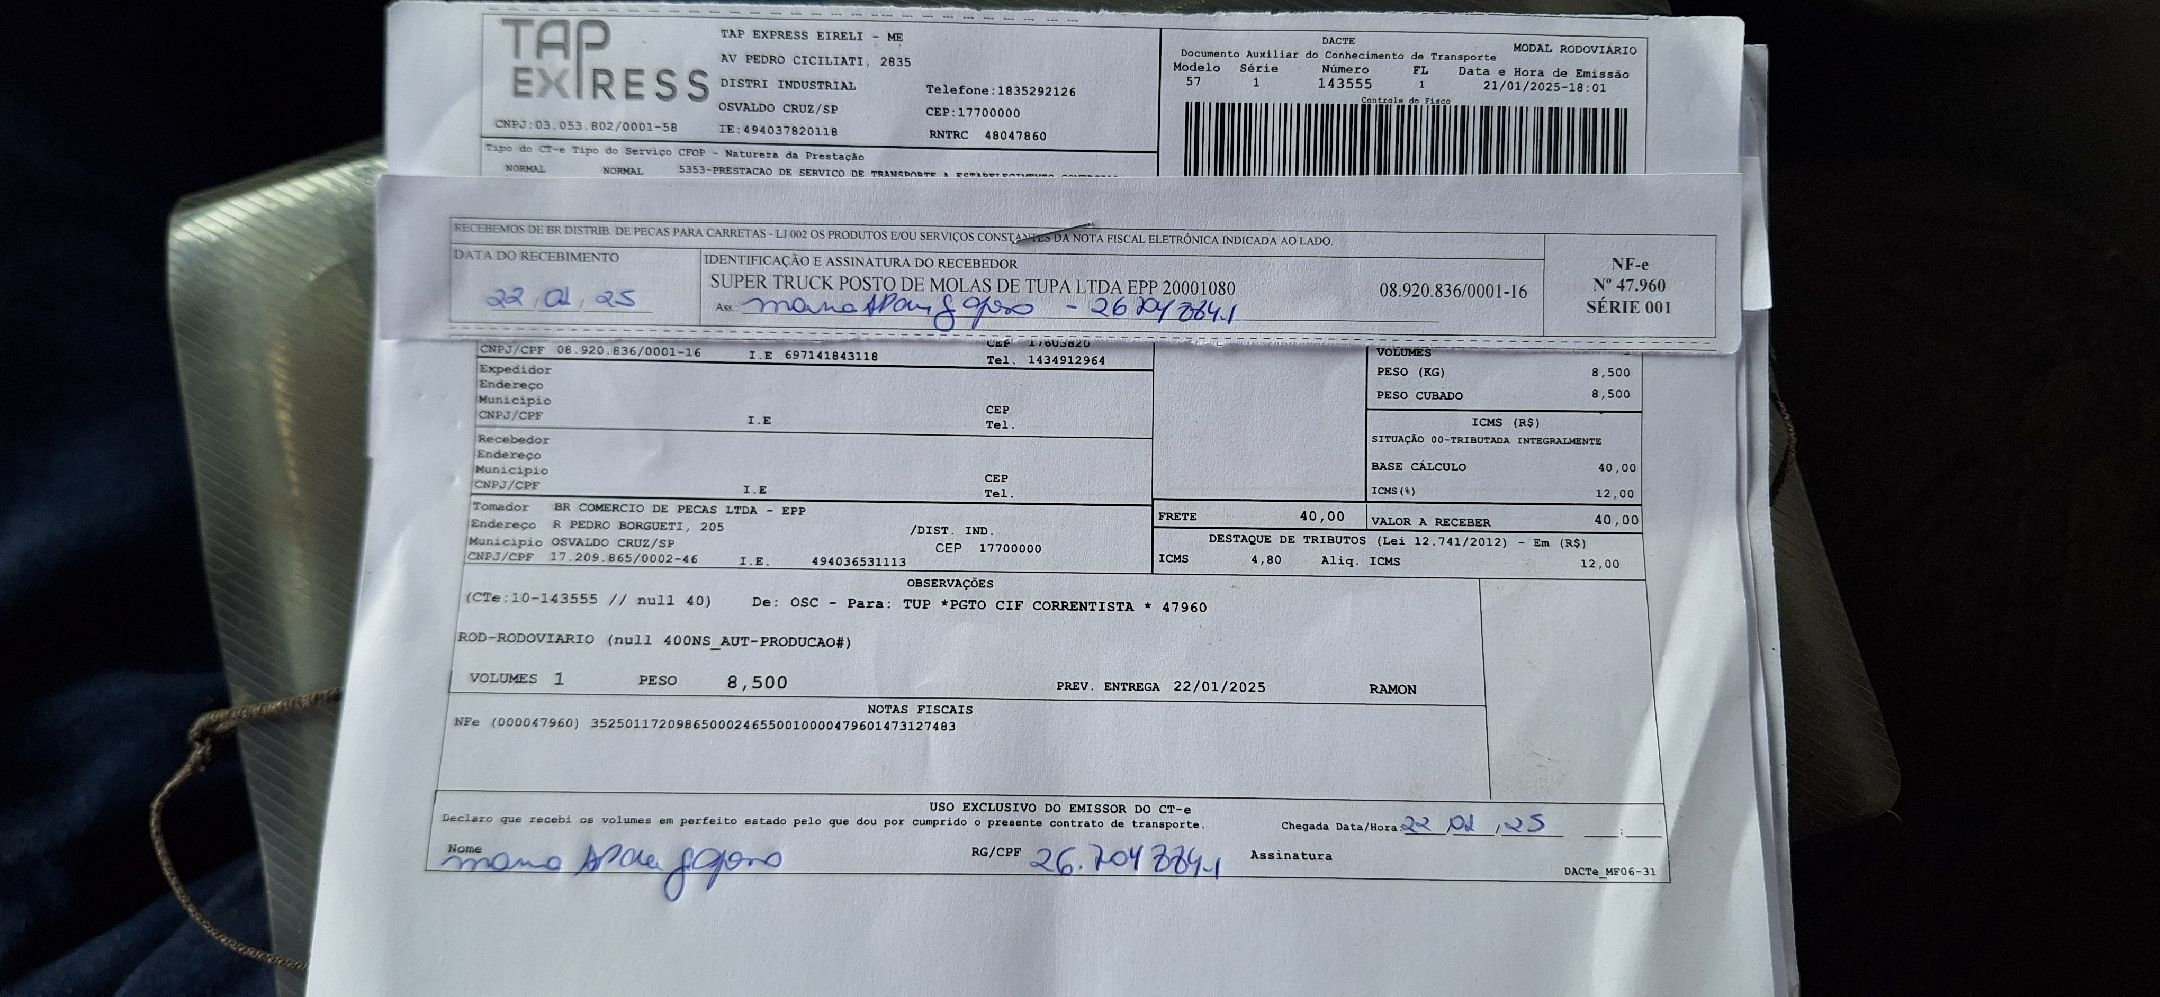 TAP EXPRESS
TAP EXPRESS EIRELI - ME
AV PEDRO CICILIATI, 2835
DISTRI INDUSTRIAL Telefone:1835292126
OSVALDO CRUZ/SP CEP:17700000
CNPJ:03.053.802/0001-58 IE:494037820118 RNTRC 48047860
DACTE
Documento Auxiliar do Conhecimento de Transporte MODAL RODOVIÁRIO
Modelo Série Número FL Data e Hora de Emissão
57 1 143555 1 21/01/2025-18:01
Controle do Fisco
Tipo do CT-e Tipo do Serviço CFOP - Natureza da Prestação
NORMAL NORMAL 5353-PRESTACAO DE SERVICO DE TRANSPORTE A ESTABELECIMENTO
RECEBEMOS DE BR DISTRIB. DE PECAS PARA CARRETAS - LJ 002 OS PRODUTOS E/OU SERVIÇOS CONSTANTES DA NOTA FISCAL ELETRÔNICA INDICADA AO LADO.
DATA DO RECEBIMENTO IDENTIFICAÇÃO E ASSINATURA DO RECEBEDOR
SUPER TRUCK POSTO DE MOLAS DE TUPA LTDA EPP 20001080 08.920.836/0001-16
22, 01, 25 Ass
NF-e
Nº 47.960
SÉRIE 001
CEP 17603820
CNPJ/CPF 08.920.836/0001-16 I.E 697141843118 Tel. 1434912964
Expedidor
Endereço
Município CEP
CNPJ/CPF I.E Tel.
Recebedor
Endereço
Município CEP
CNPJ/CPF I.E Tel.
VOLUMES
PESO (KG) 8,500
PESO CUBADO 8,500
ICMS (R$)
SITUAÇÃO 00-TRIBUTADA INTEGRALMENTE
BASE CÁLCULO 40,00
ICMS(%) 12,00
Tomador BR COMERCIO DE PECAS LTDA - EPP
Endereço R PEDRO BORGUETI, 205 /DIST. IND.
Município OSVALDO CRUZ/SP CEP 17700000
CNPJ/CPF 17.209.865/0002-46 I.E. 494036531113
FRETE 40,00 VALOR A RECEBER 40,00
DESTAQUE DE TRIBUTOS (Lei 12.741/2012) - Em (R$)
ICMS 4,80 Aliq. ICMS 12,00
OBSERVAÇÕES
(CTe:10-143555 // null 40) De: OSC - Para: TUP *PGTO CIF CORRENTISTA * 47960
ROD-RODOVIARIO (null 400NS_AUT-PRODUCAO#)
VOLUMES 1 PESO 8,500 PREV. ENTREGA 22/01/2025 RAMON
NOTAS FISCAIS
NFe (000047960) 35250117209865000246550010000479601473127483
USO EXCLUSIVO DO EMISSOR DO CT-e
Declaro que recebi os volumes em perfeito estado pelo que dou por cumprido o presente contrato de transporte. Chegada Data/Hora 22, 01, 25 __:__
Nome RG/CPF Assinatura
DACTe_MF06-31